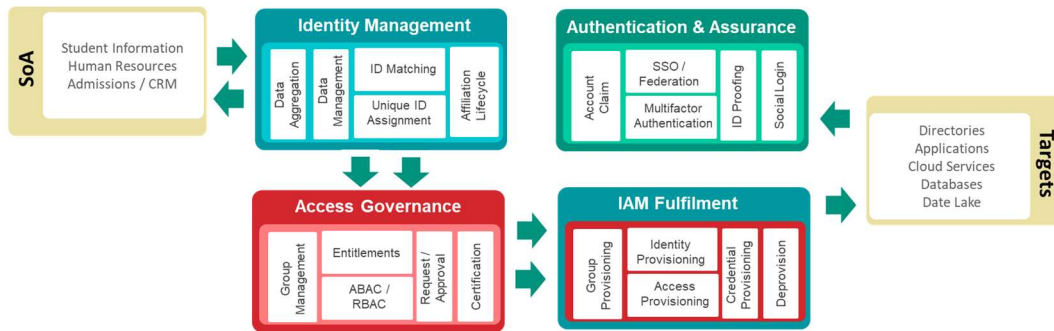 SoA
Student Information
Human Resources
Admissions / CRM
Identity Management
Data
Aggregation
Data
Management
ID Matching
Unique ID
Assignment
Affiliation
Lifecycle
Authentication & Assurance
Account
Claim
SSO /
Federation
Multifactor
Authentication
ID Proofing
Social Login
Directories
Applications
Cloud Services
Databases
Date Lake
Targets
Access Governance
Group
Management
Entitlements
ABAC /
RBAC
Request /
Approval
Certification
IAM Fulfilment
Group
Provisioning
Identity
Provisioning
Access
Provisioning
Credential
Provisioning
Deprovision